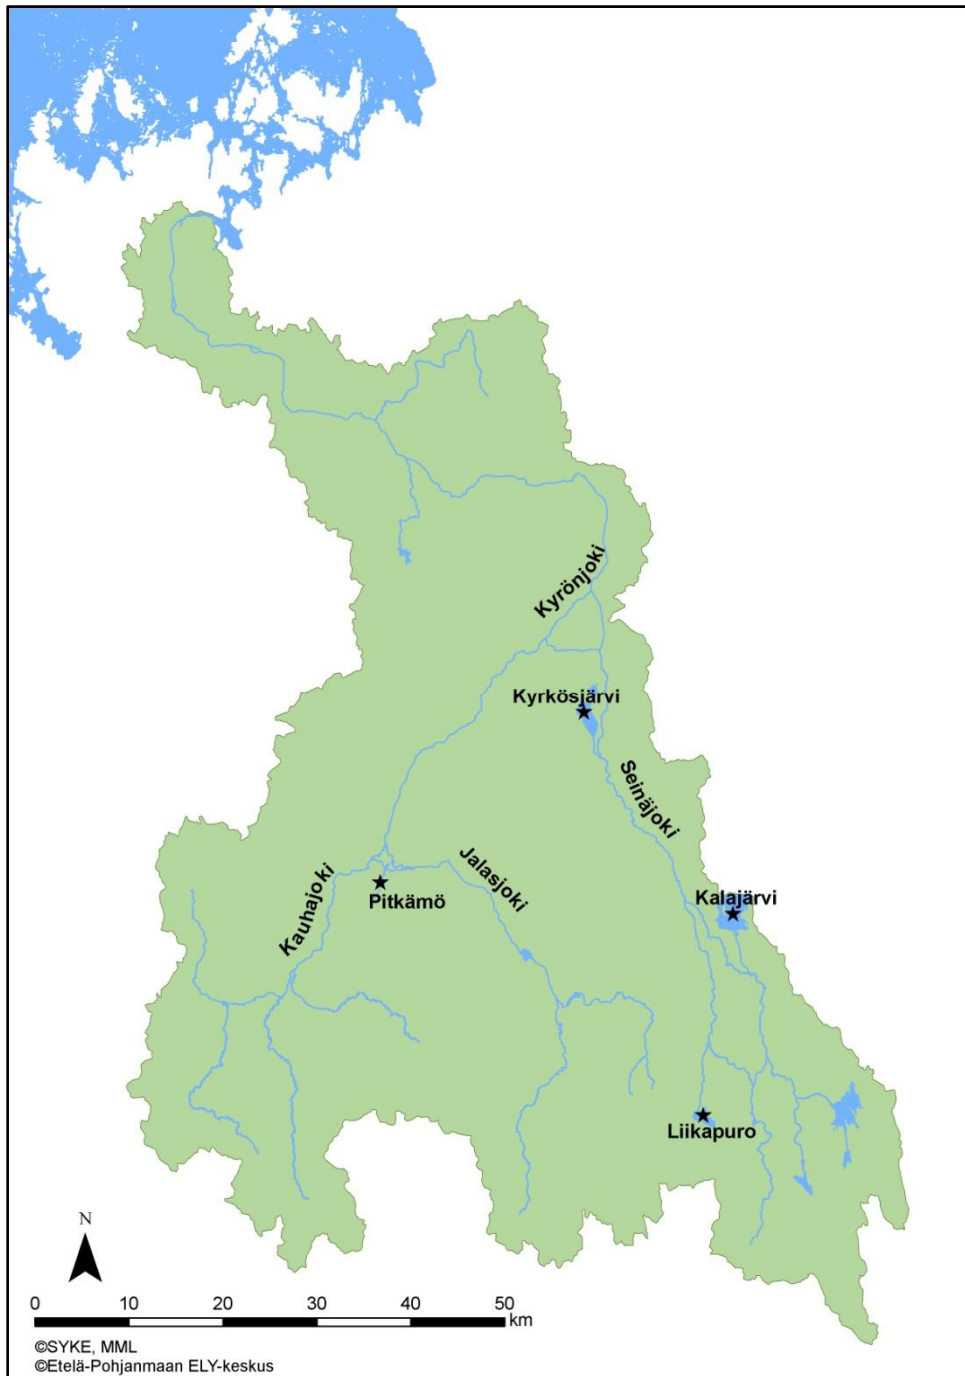 Kyrönjoki
Kyrkösjärvi
Seinäjoki
Jalasjoki
Kauhajoki
Pitkämö
Kalajärvi
Liikapuro
N
0 10 20 30 40 50
km
©SYKE, MML
©Etelä-Pohjanmaan ELY-keskus